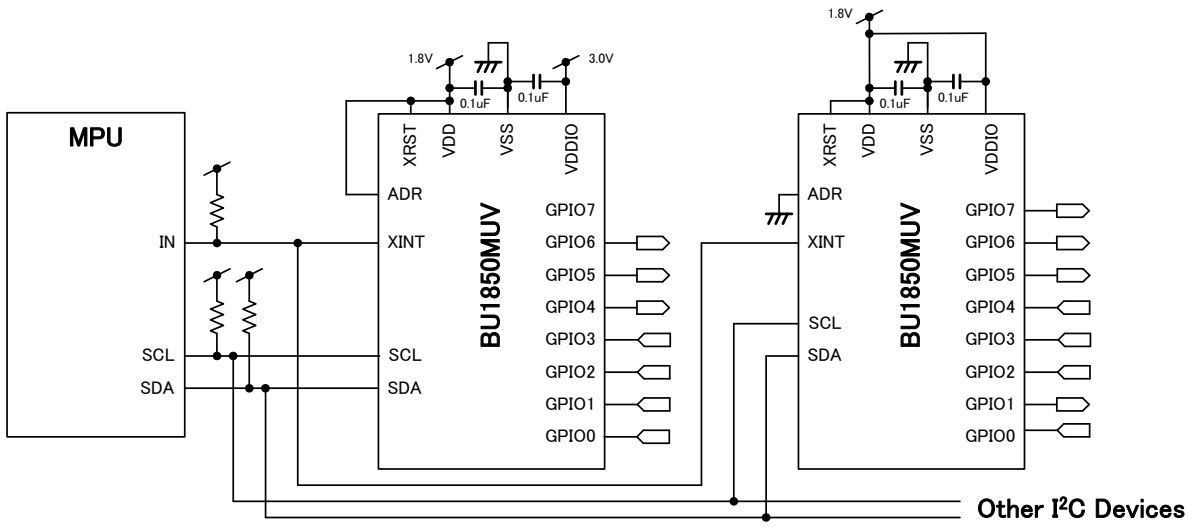 MPU
IN
SCL
SDA
1.8V
0.1uF
0.1uF
3.0V
XRST
VDD
VSS
VDDIO
ADR
XINT
SCL
SDA
BU1850MUV
GPIO7
GPIO6
GPIO5
GPIO4
GPIO3
GPIO2
GPIO1
GPIO0
1.8V
0.1uF
0.1uF
XRST
VDD
VSS
VDDIO
ADR
XINT
SCL
SDA
BU1850MUV
GPIO7
GPIO6
GPIO5
GPIO4
GPIO3
GPIO2
GPIO1
GPIO0
Other I²C Devices